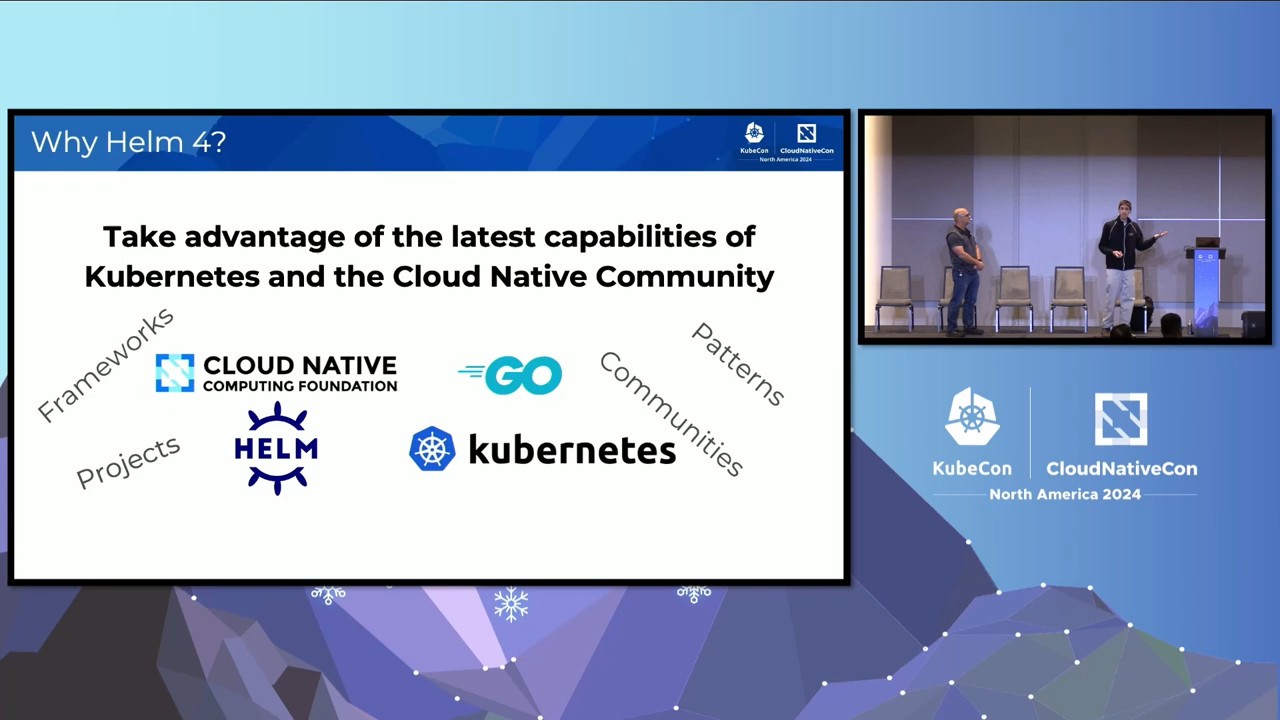 Why Helm 4?
KubeCon
CloudNativeCon
North America 2024
Take advantage of the latest capabilities of
Kubernetes and the Cloud Native Community
Frameworks
CLOUD NATIVE
COMPUTING FOUNDATION
GO
Communities
Patterns
Projects
HELM
kubernetes
KubeCon
CloudNativeCon
North America 2024